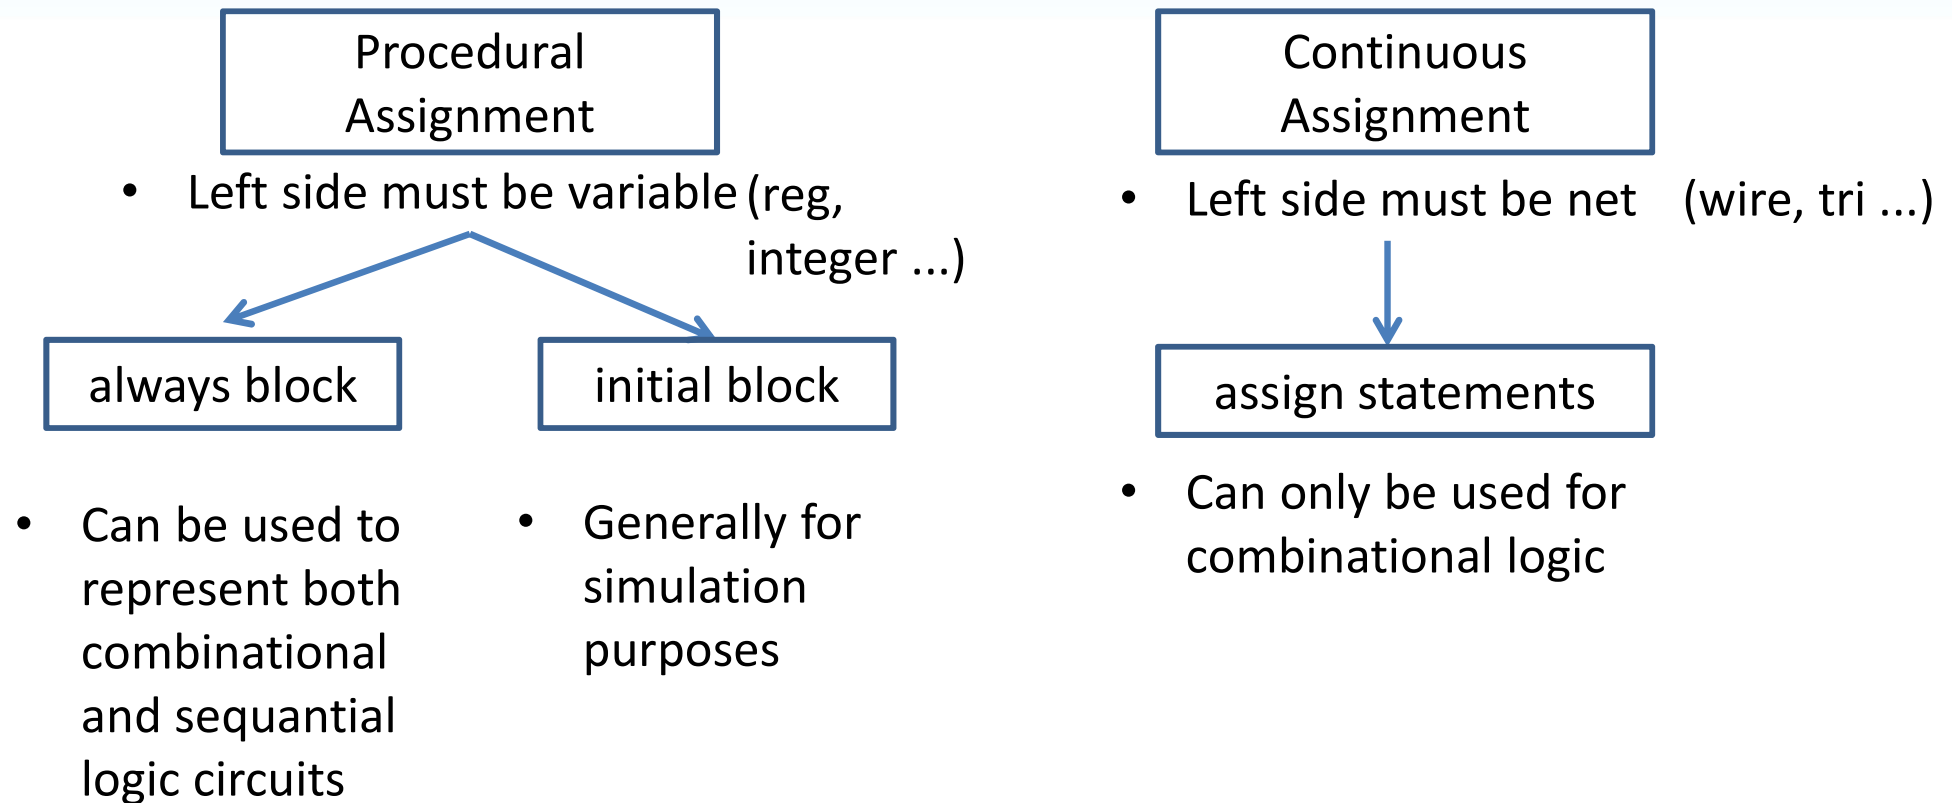 Procedural
Assignment
• Left side must be variable (reg,
integer ...)
always block
initial block
• Can be used to
represent both
combinational
and sequantial
logic circuits
• Generally for
simulation
purposes
Continuous
Assignment
• Left side must be net (wire, tri ...)
assign statements
• Can only be used for
combinational logic